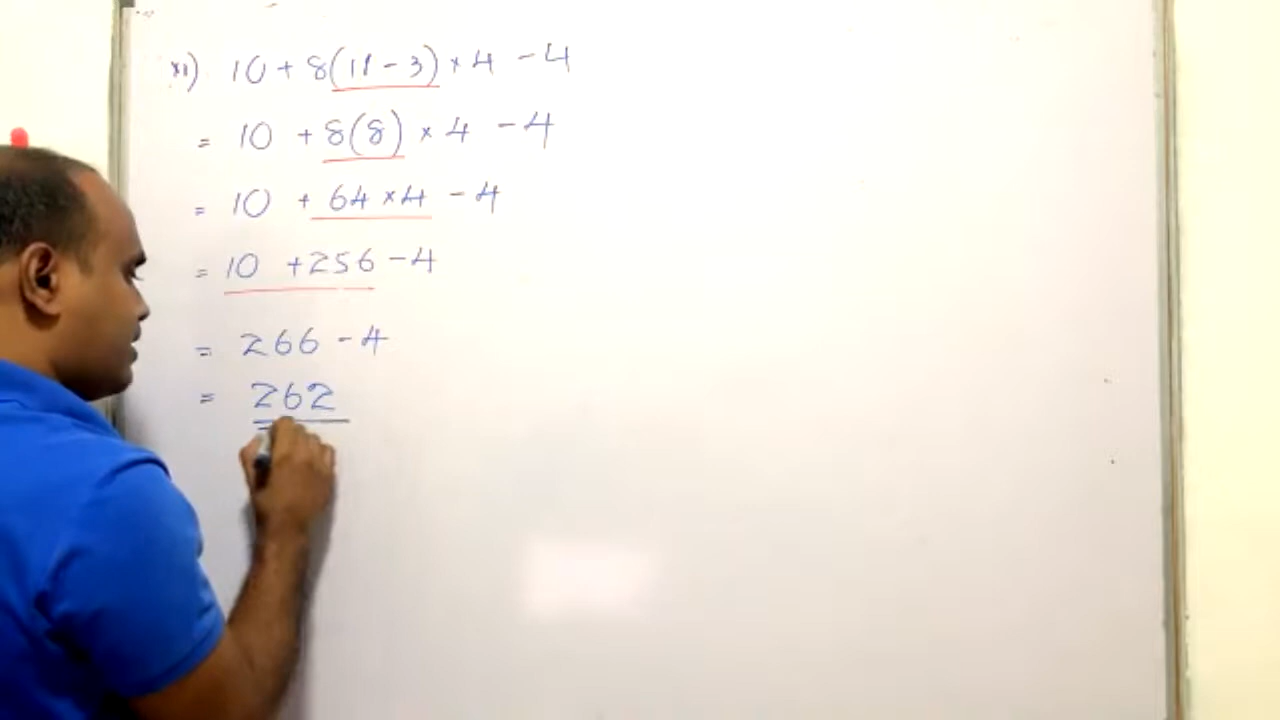 xi) 10 + 8(11 - 3) × 4 - 4
= 10 + 8(8) × 4 - 4
= 10 + 64 × 4 - 4
= 10 + 256 - 4
= 266 - 4
= 262